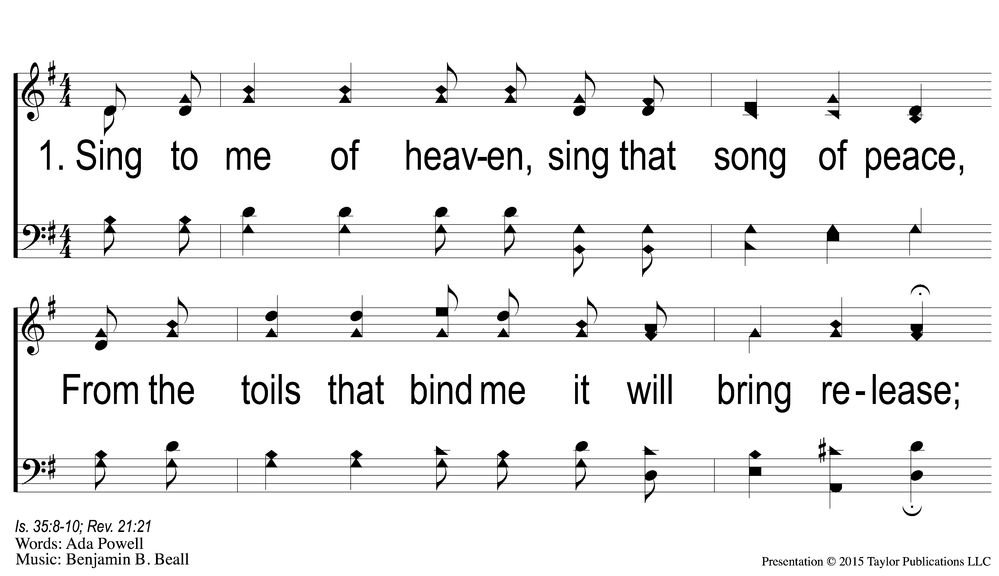 1. Sing to me of heav-en, sing that song of peace,
From the toils that bind me it will bring re-lease;
Is. 35:8-10; Rev. 21:21
Words: Ada Powell
Music: Benjamin B. Beall
Presentation © 2015 Taylor Publications LLC